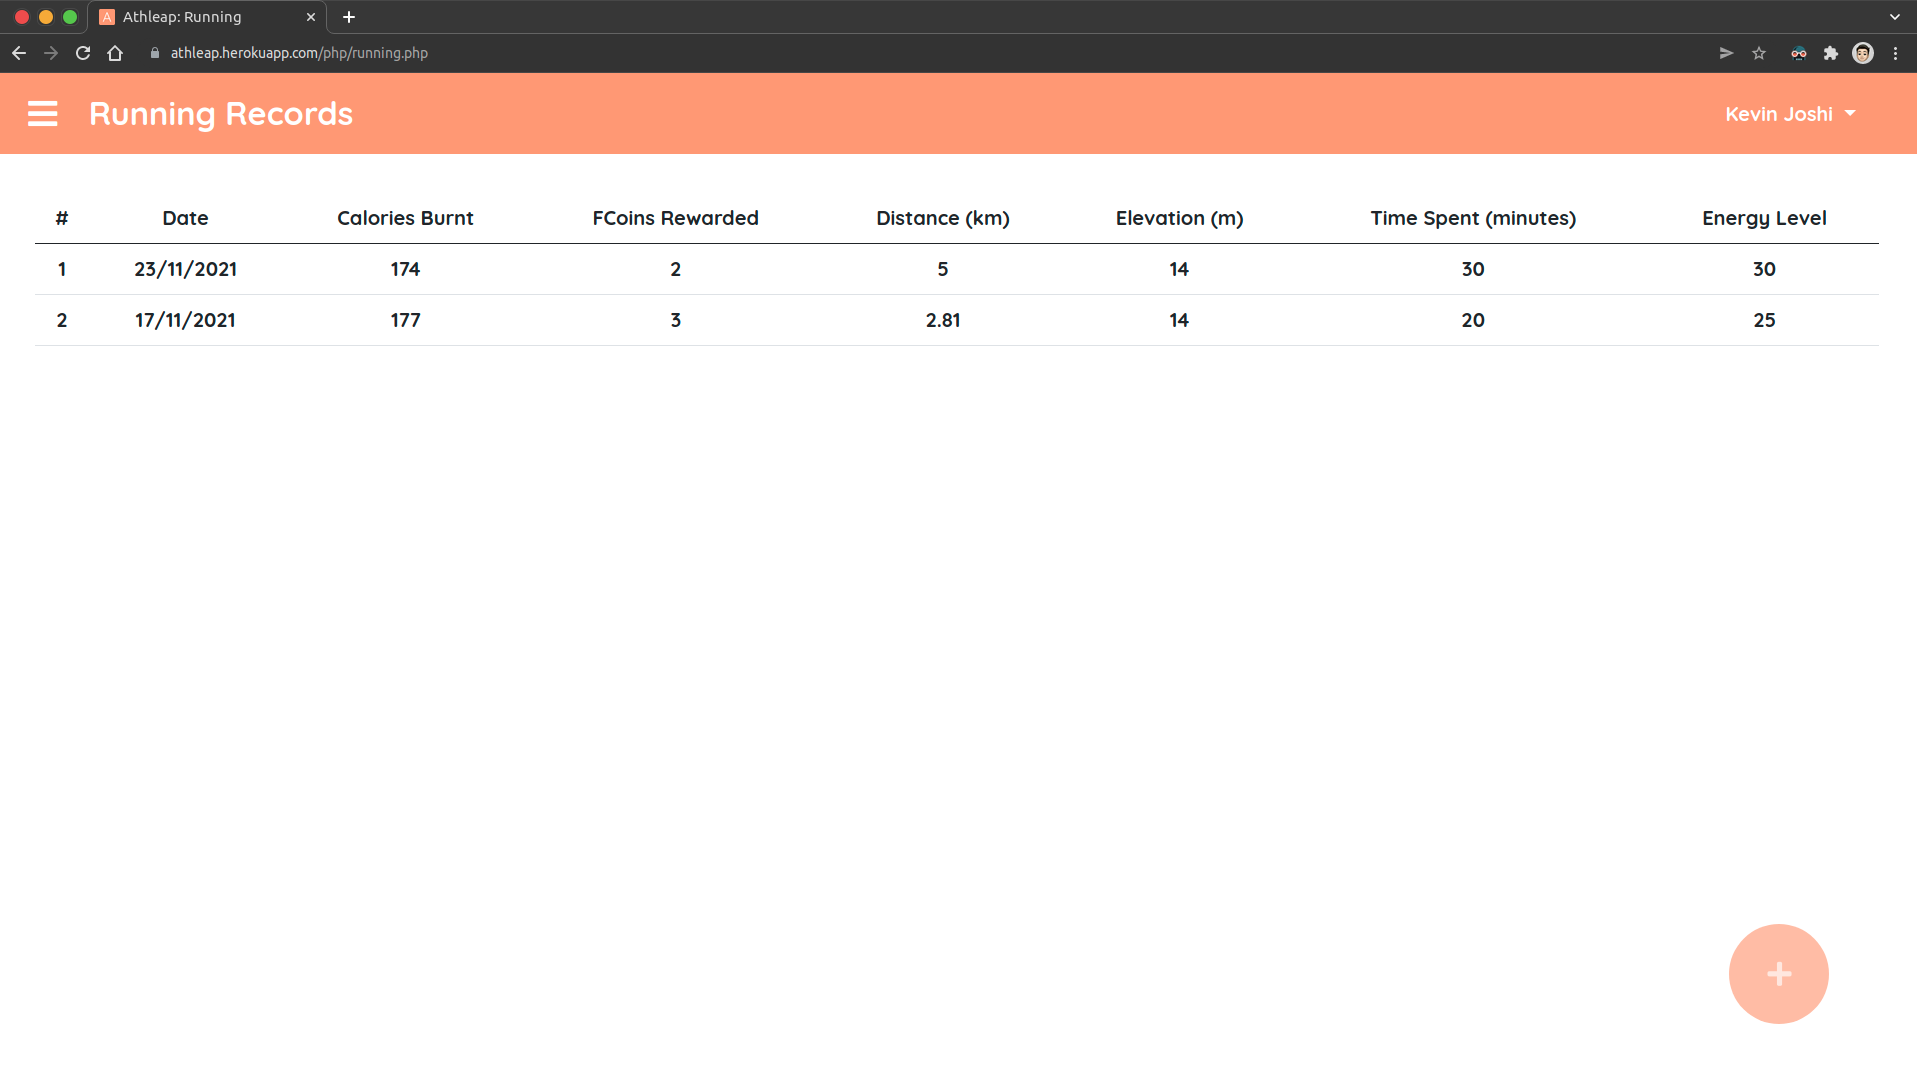 A Athleap: Running
athleap.herokuapp.com/php/running.php
Running Records Kevin Joshi
# Date Calories Burnt FCoins Rewarded Distance (km) Elevation (m) Time Spent (minutes) Energy Level
1 23/11/2021 174 2 5 14 30 30
2 17/11/2021 177 3 2.81 14 20 25